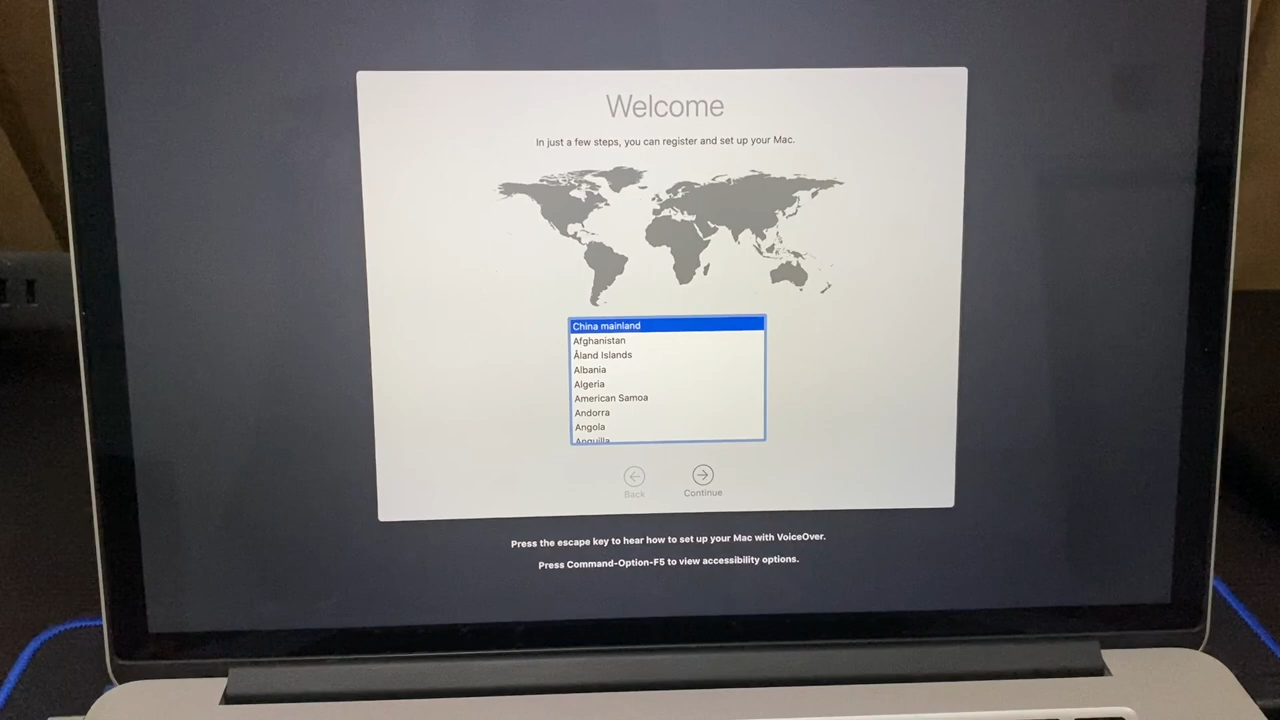 Welcome
In just a few steps, you can register and set up your Mac.
China mainland
Afghanistan
Åland Islands
Albania
Algeria
American Samoa
Andorra
Angola
Anguilla
Back
Continue
Press the escape key to hear how to set up your Mac with VoiceOver.
Press Command-Option-F5 to view accessibility options.